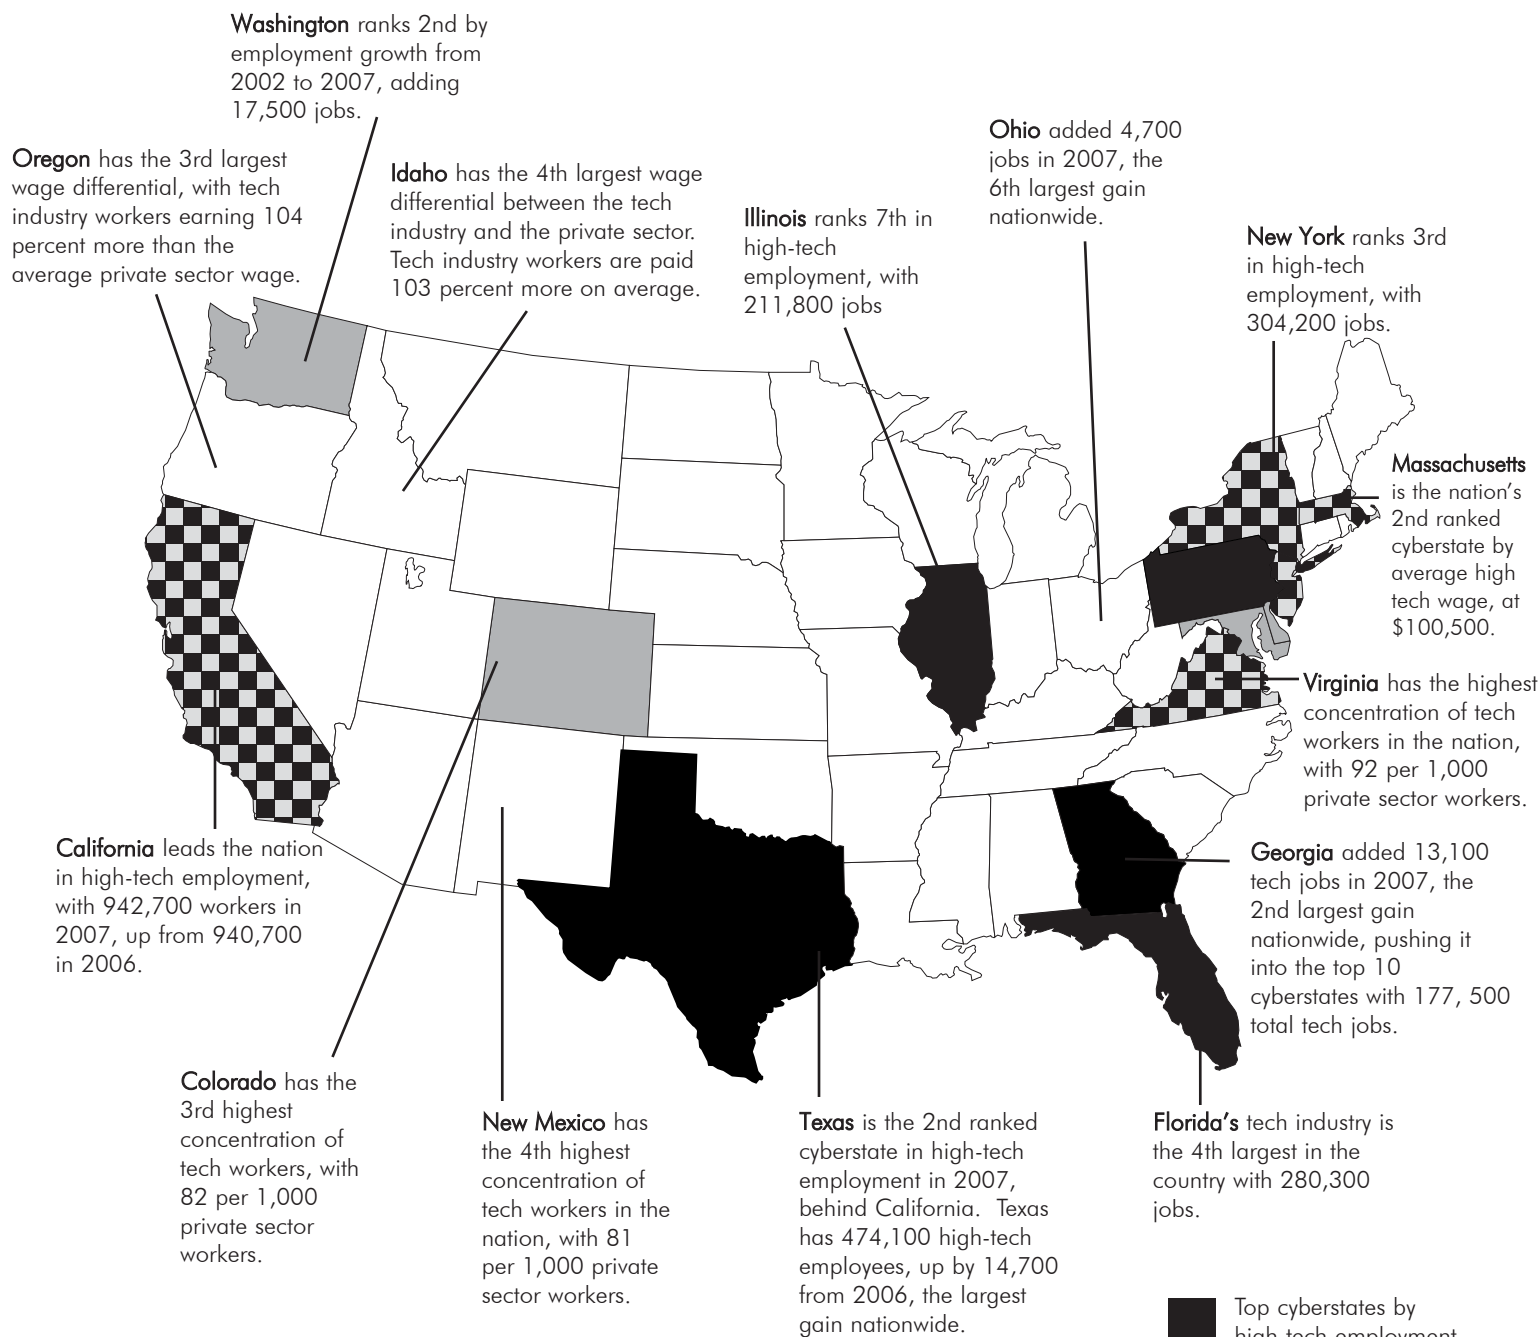 Washington ranks 2nd by
employment growth from
2002 to 2007, adding
17,500 jobs.
Oregon has the 3rd largest
wage differential, with tech
industry workers earning 104
percent more than the
average private sector wage.
Idaho has the 4th largest wage
differential between the tech
industry and the private sector.
Tech industry workers are paid
103 percent more on average.
Illinois ranks 7th in
high-tech
employment, with
211,800 jobs
Ohio added 4,700
jobs in 2007, the
6th largest gain
nationwide.
New York ranks 3rd
in high-tech
employment, with
304,200 jobs.
Massachusetts
is the nation's
2nd ranked
cyberstate by
average high
tech wage, at
$100,500.
Virginia has the highest
concentration of tech
workers in the nation,
with 92 per 1,000
private sector workers.
California leads the nation
in high-tech employment,
with 942,700 workers in
2007, up from 940,700
in 2006.
Georgia added 13,100
tech jobs in 2007, the
2nd largest gain
nationwide, pushing it
into the top 10
cyberstates with 177, 500
total tech jobs.
Colorado has the
3rd highest
concentration of
tech workers, with
82 per 1,000
private sector
workers.
New Mexico has
the 4th highest
concentration of
tech workers in the
nation, with 81
per 1,000 private
sector workers.
Texas is the 2nd ranked
cyberstate in high-tech
employment in 2007,
behind California. Texas
has 474,100 high-tech
employees, up by 14,700
from 2006, the largest
gain nationwide.
Florida's tech industry is
the 4th largest in the
country with 280,300
jobs.
Top cyberstates by
high-tech employment